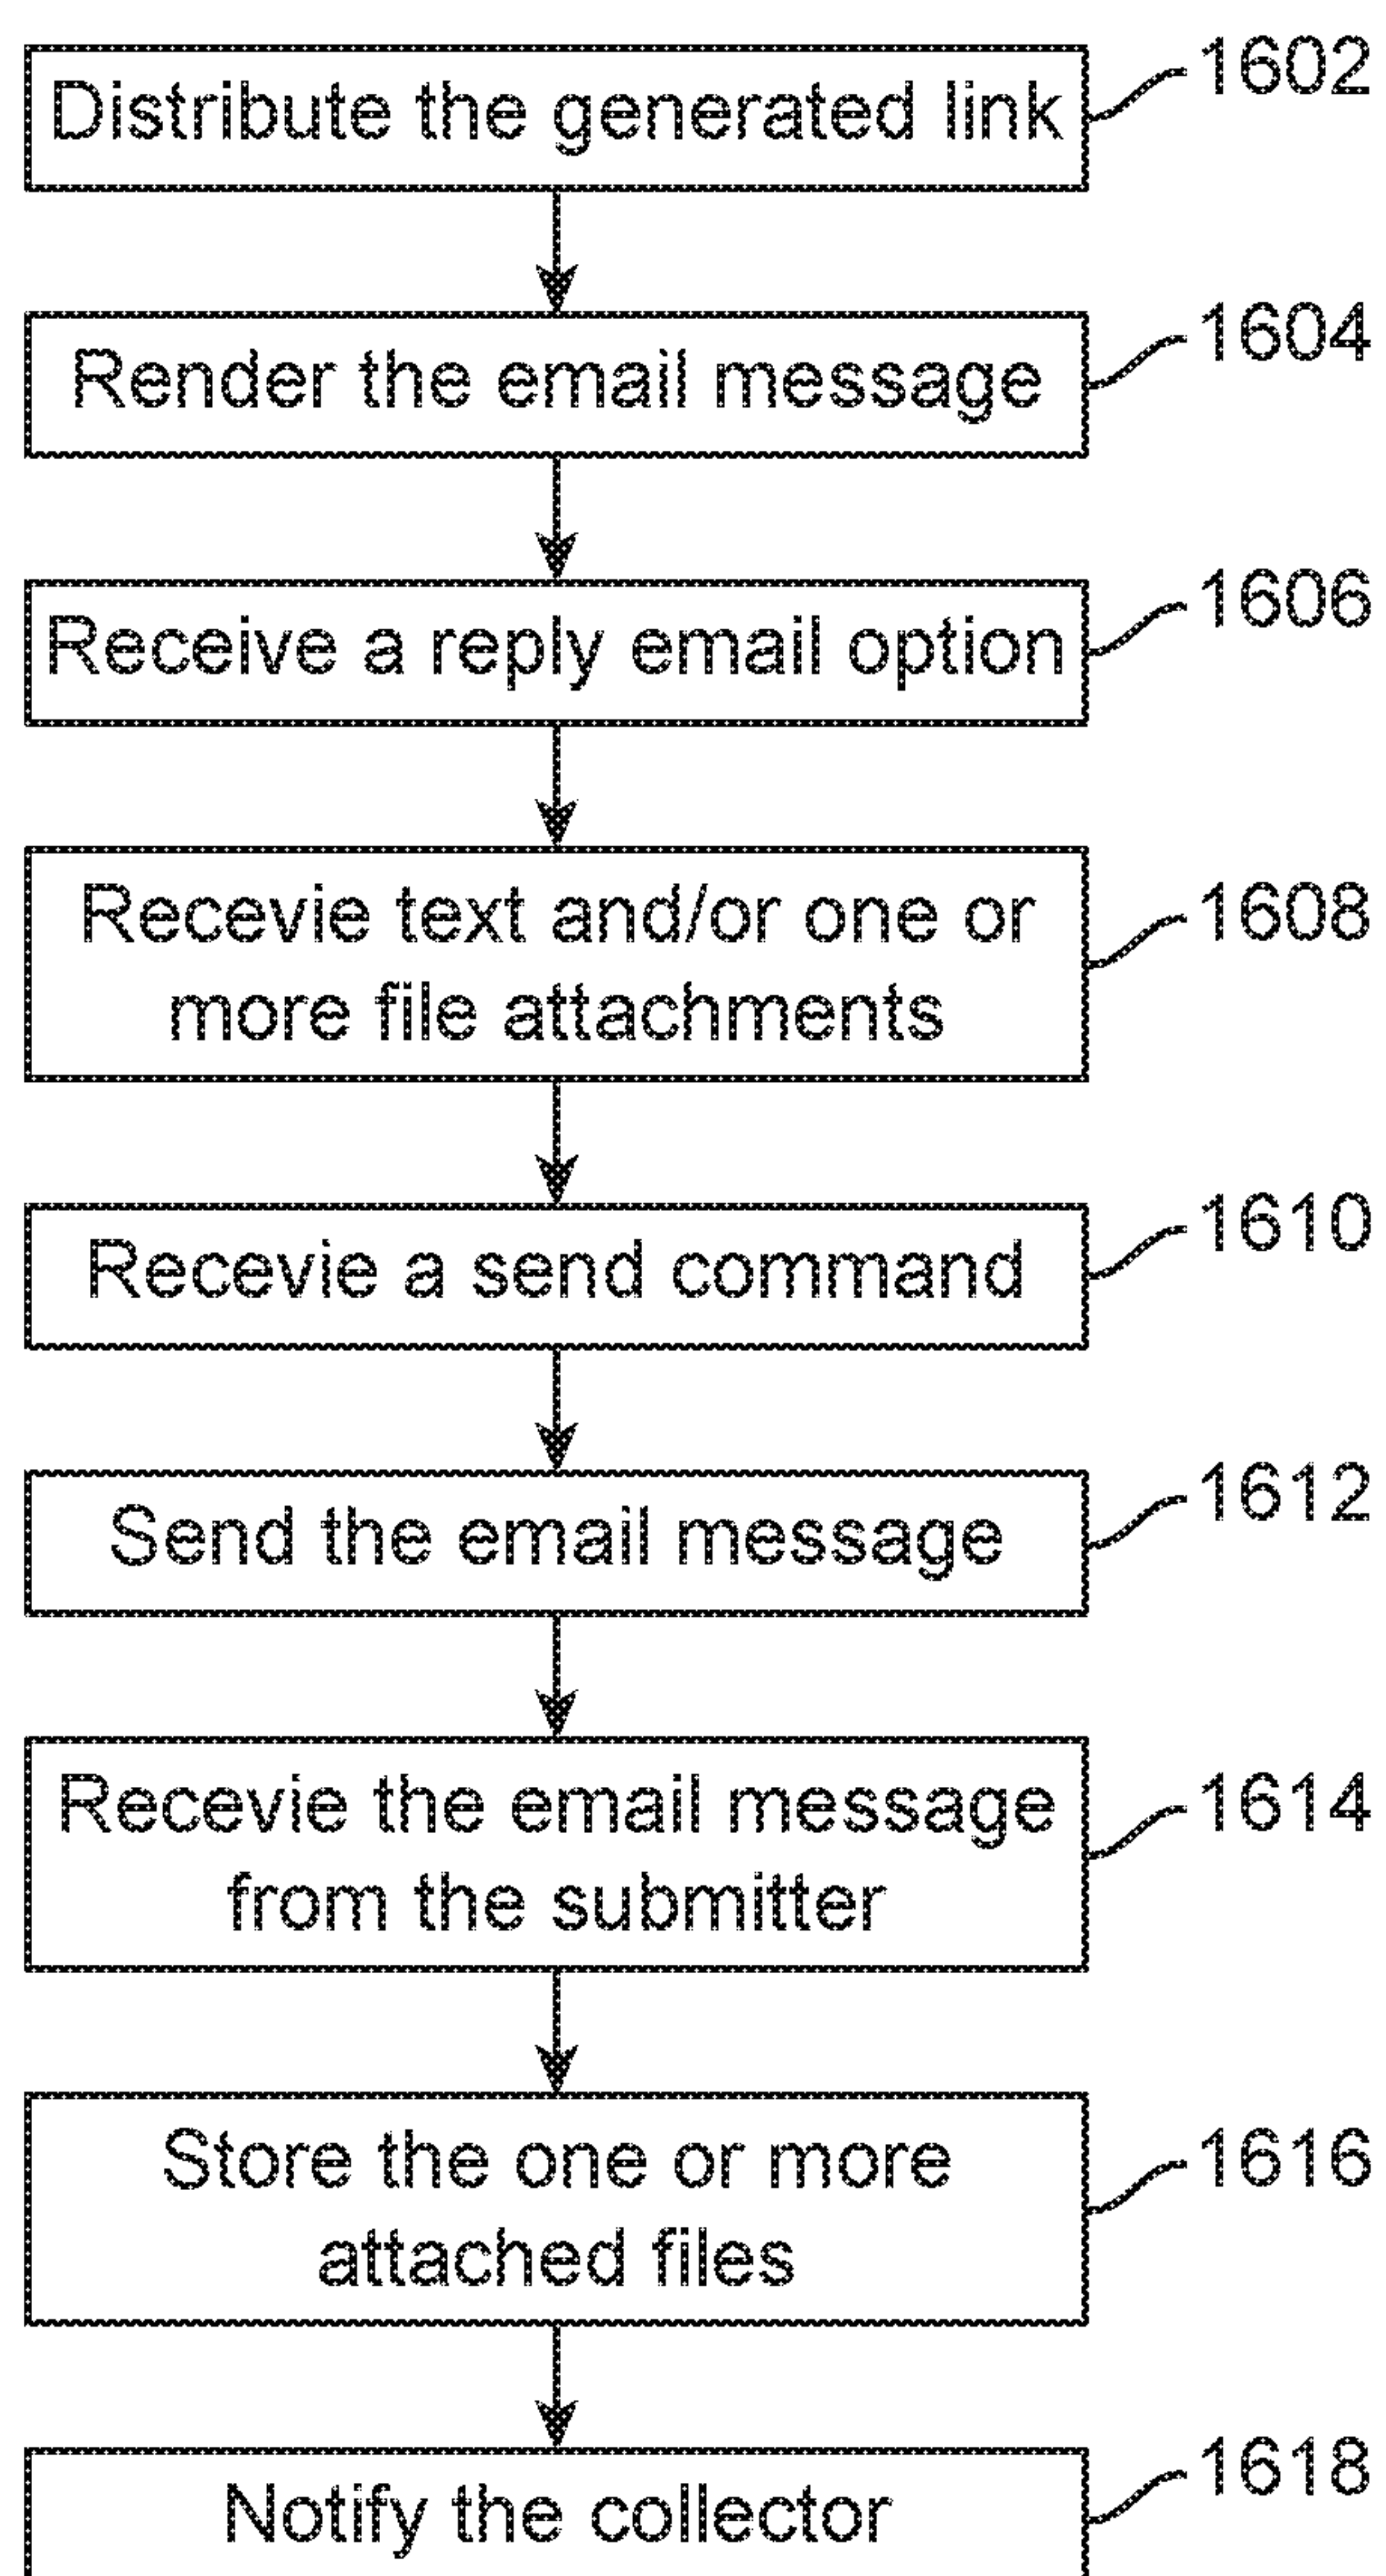 Distribute the generated link
1602
Render the email message
1604
Receive a reply email option
1606
Recevie text and/or one or
more file attachments
1608
Recevie a send command
1610
Send the email message
1612
Recevie the email message
from the submitter
1614
Store the one or more
attached files
1616
Notify the collector
1618